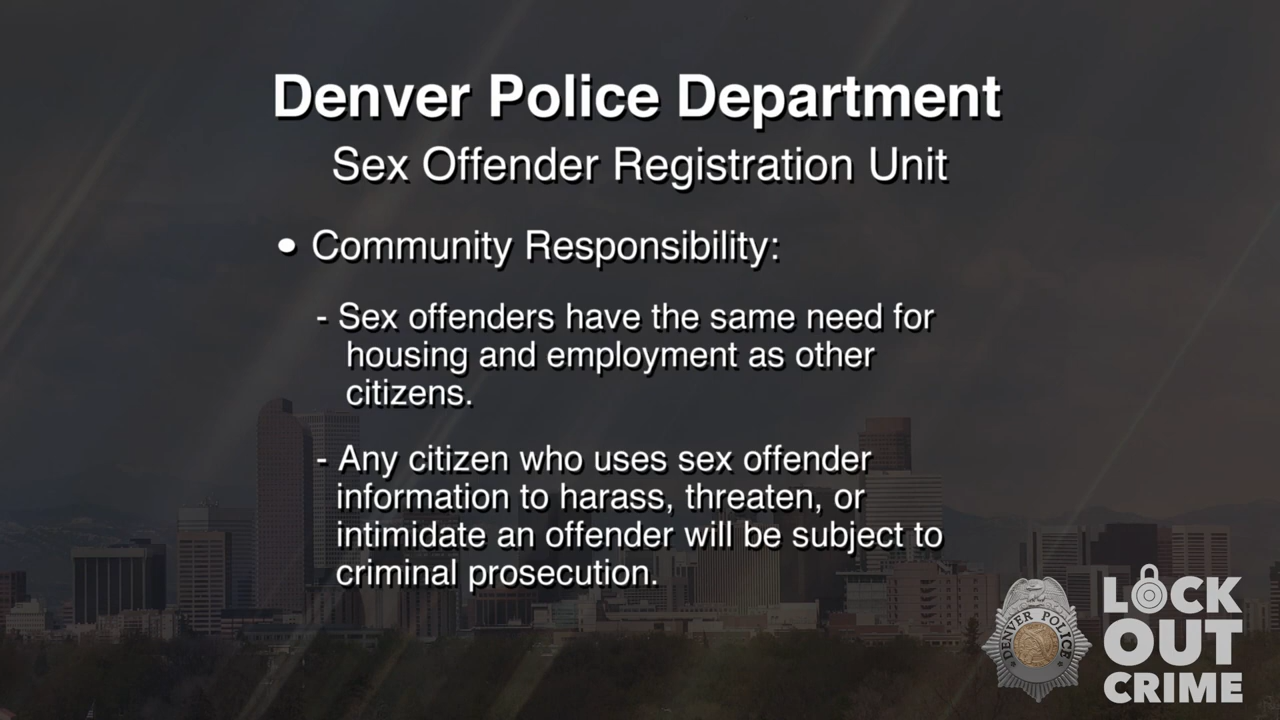 Denver Police Department
Sex Offender Registration Unit
• Community Responsibility:
- Sex offenders have the same need for
housing and employment as other
citizens.
- Any citizen who uses sex offender
information to harass, threaten, or
intimidate an offender will be subject to
criminal prosecution.
DENVER POLICE
LOCK
OUT
CRIME